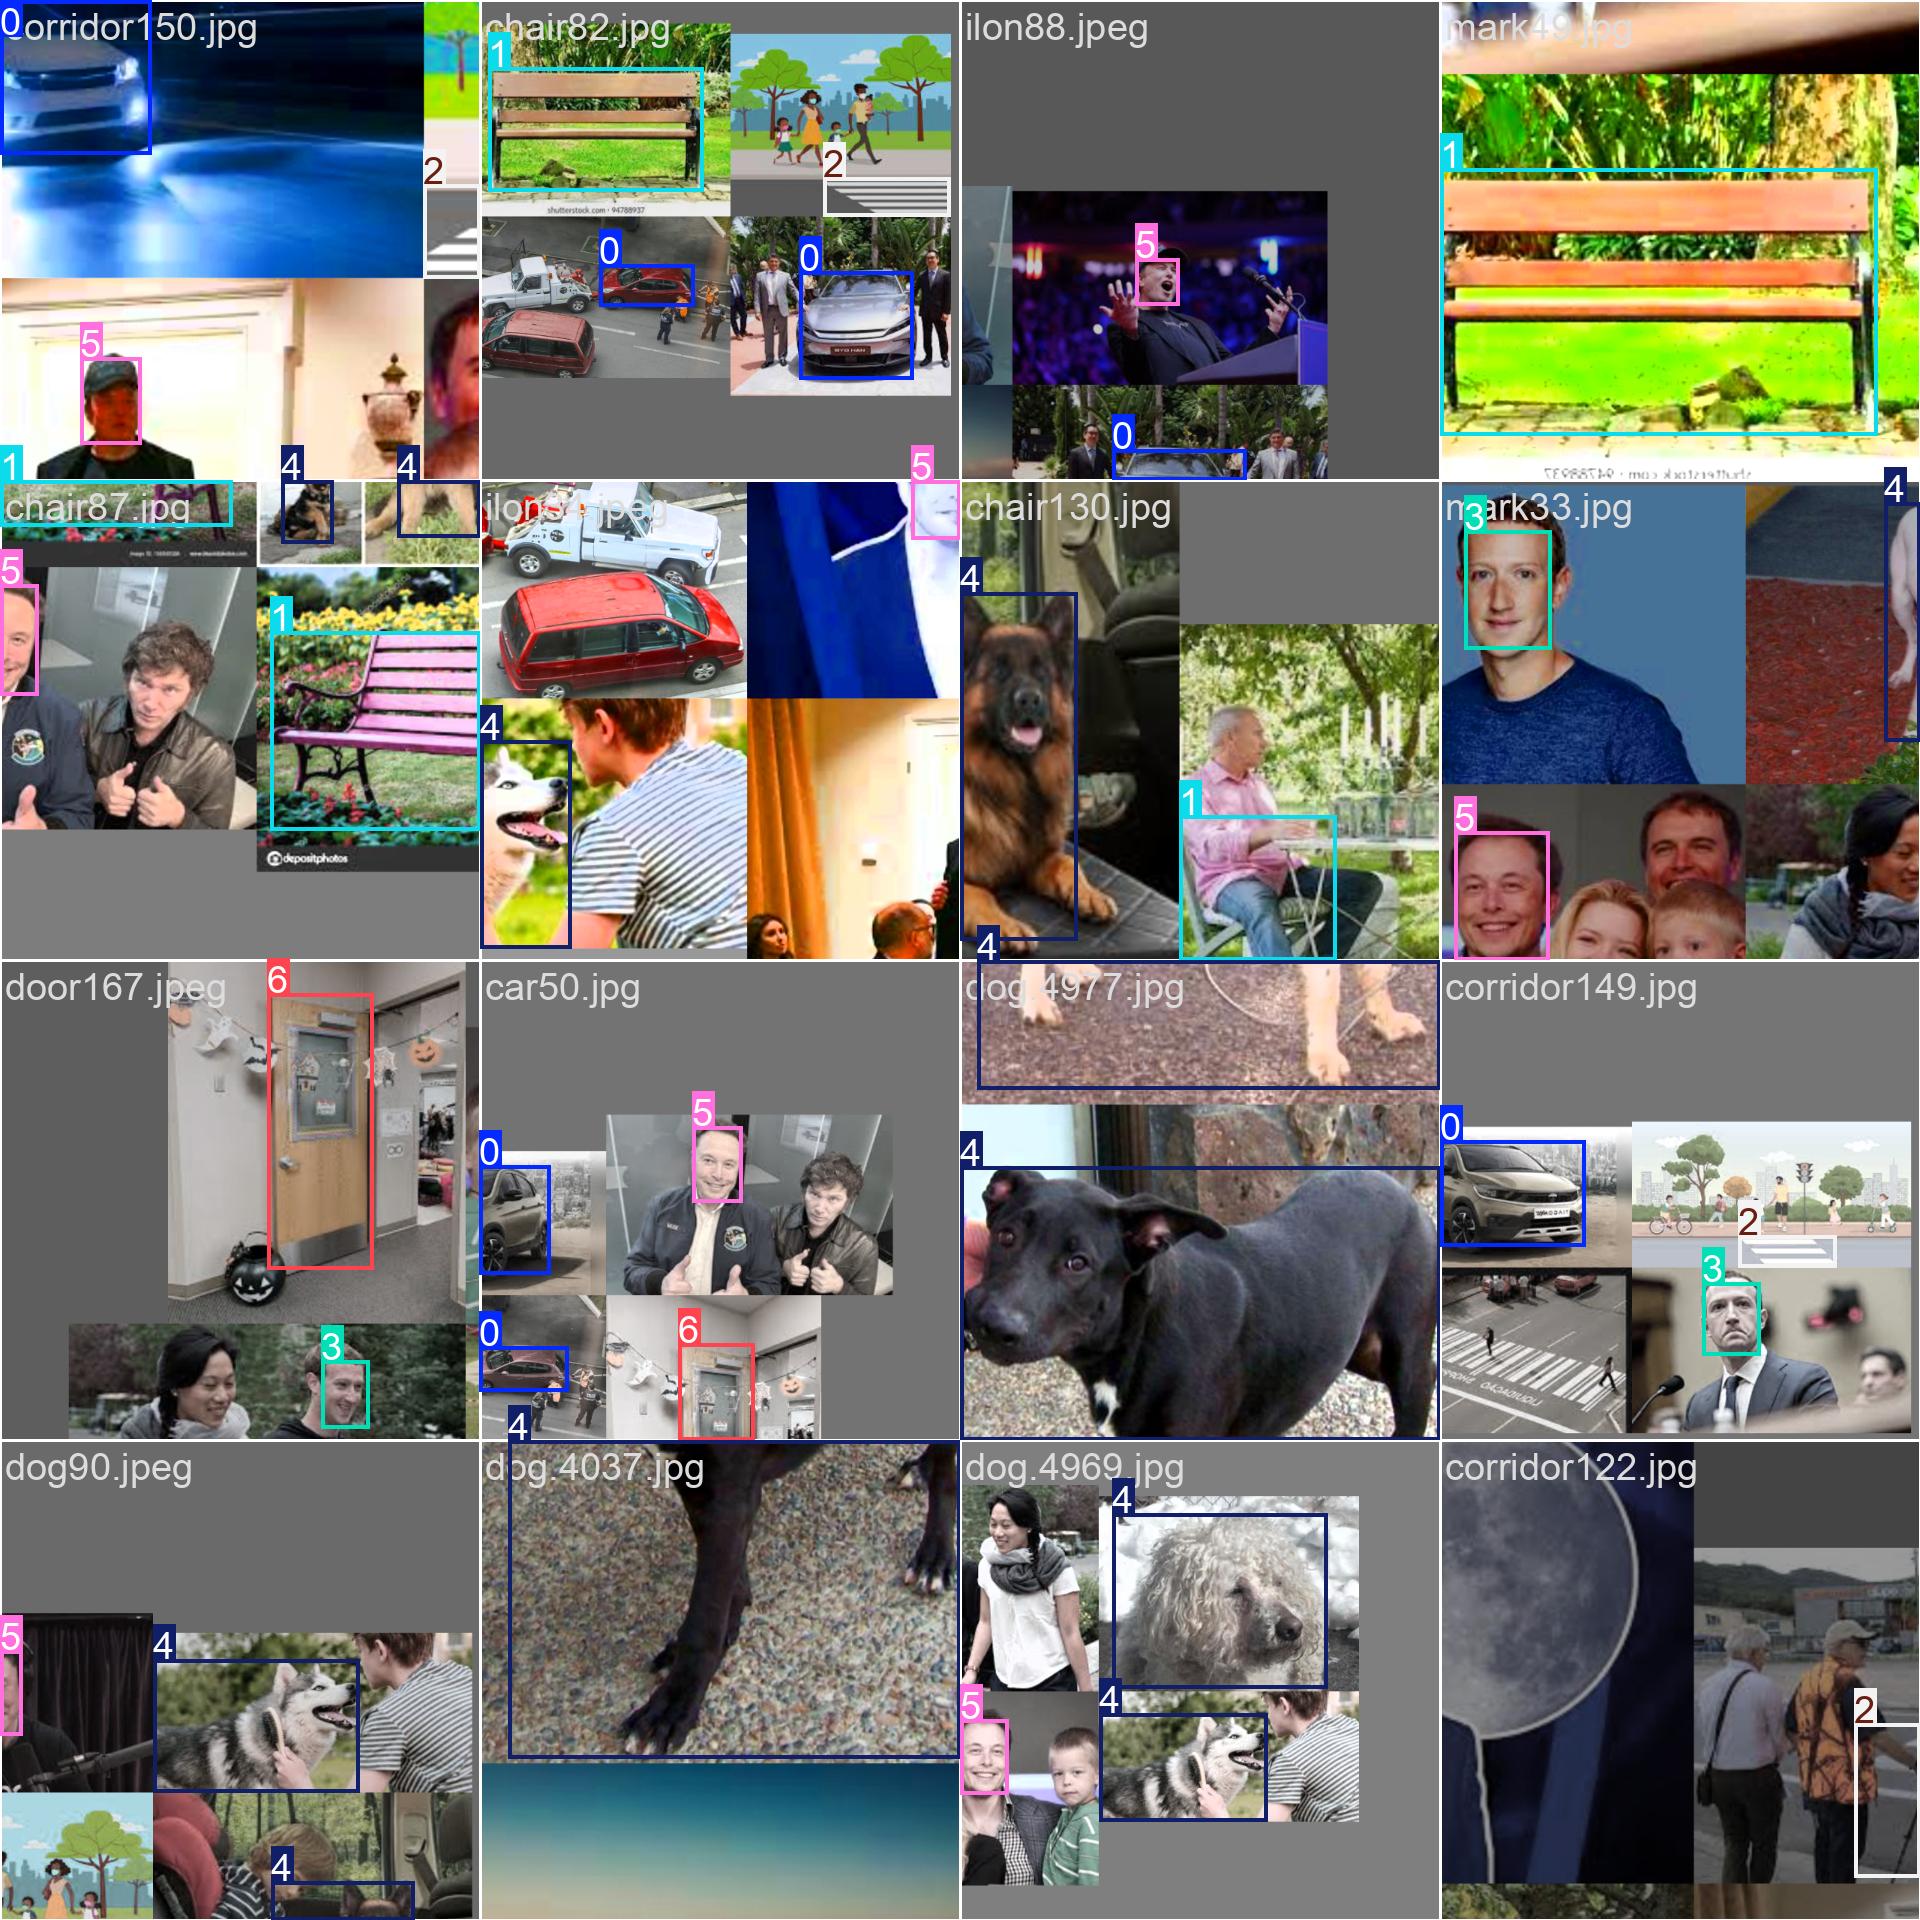 corridor150.jpg
0
2
5
1
4
4
chair82.jpg
1
2
shutterstock.com · 94788937
0
0
BYD HAN
ilon88.jpeg
5
0
mark49.jpg
1
shutterstock.com · 94788937
chair87.jpg
5
1
depositphotos
ilon84.jpeg
5
4
chair130.jpg
4
1
4
mark33.jpg
3
4
5
door167.jpeg
6
3
car50.jpg
0
5
0
6
4
dog.4977.jpg
4
corridor149.jpg
0
2
3
dog90.jpeg
5
4
4
dog.4037.jpg
dog.4969.jpg
4
5
4
corridor122.jpg
2